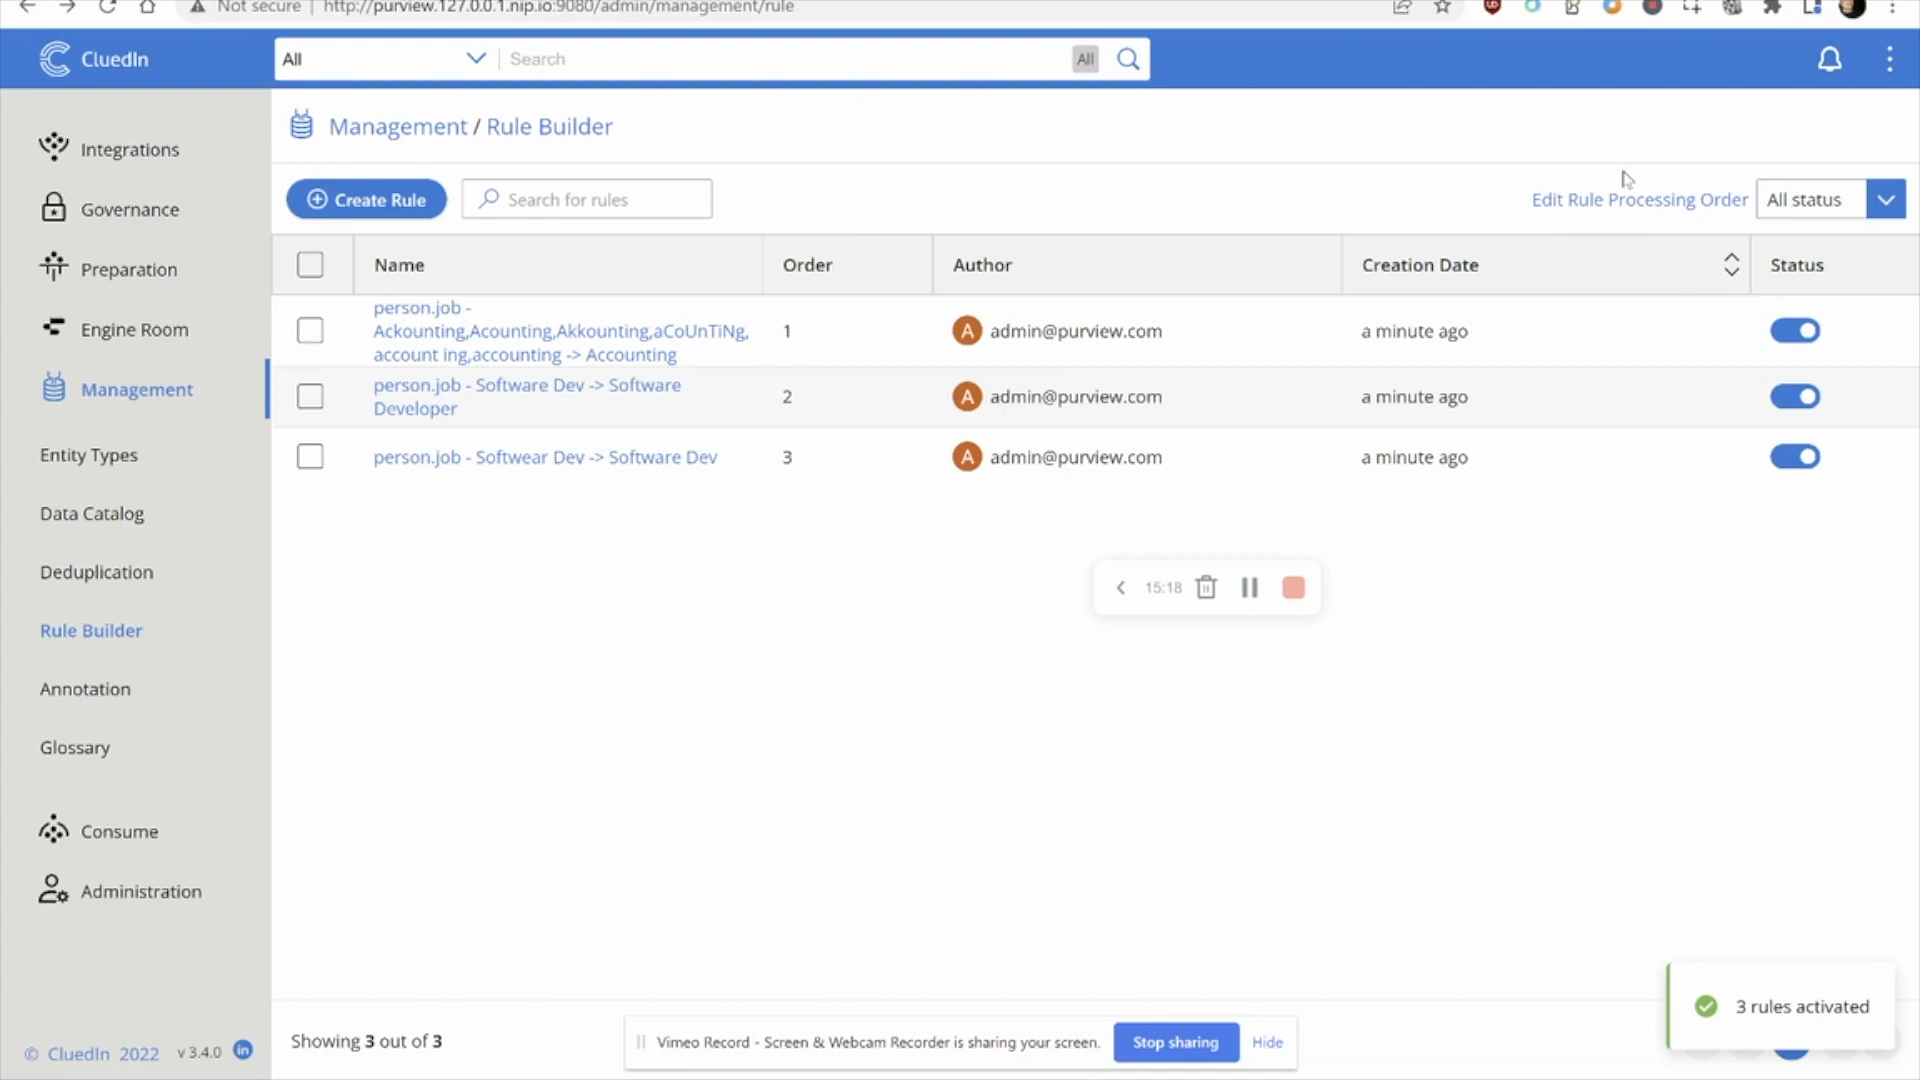 Not secure | http://purview.127.0.0.1.nip.io:9080/admin/management/rule
CluedIn
All
Search
All
Integrations
Governance
Preparation
Engine Room
Management
Entity Types
Data Catalog
Deduplication
Rule Builder
Annotation
Glossary
Consume
Administration
© CluedIn 2022 v 3.4.0 in
Management / Rule Builder
Create Rule
Search for rules
Edit Rule Processing Order
All status
Name Order Author Creation Date Status
person.job -
Ackounting,Acounting,Akkounting,aCoUnTiNg,
account ing,accounting -> Accounting
1 A admin@purview.com a minute ago
person.job - Software Dev -> Software
Developer
2 A admin@purview.com a minute ago
person.job - Softwear Dev -> Software Dev 3 A admin@purview.com a minute ago
15:18
3 rules activated
Showing 3 out of 3
Vimeo Record - Screen & Webcam Recorder is sharing your screen. Stop sharing Hide